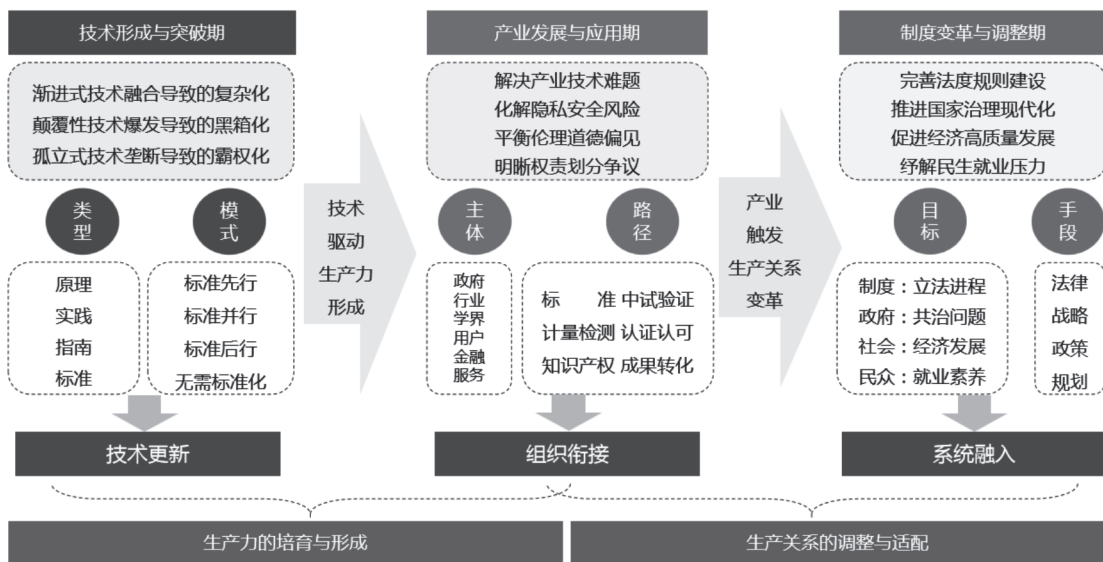 技术形成与突破期
渐进式技术融合导致的复杂化
颠覆性技术爆发导致的黑箱化
孤立式技术垄断导致的霸权化
类
型
模
式
原理
实践
指南
标准
标准先行
标准并行
标准后行
无需标准化
技术更新
技术
驱动
生产力
形成
产业发展与应用期
解决产业技术难题
化解隐私安全风险
平衡伦理道德偏见
明晰权责划分争议
主
体
路
径
政府
行业
学界
用户
金融
服务
标 准 中试验证
计量检测 认证认可
知识产权 成果转化
组织衔接
产业
触发
生产关系
变革
制度变革与调整期
完善法度规则建设
推进国家治理现代化
促进经济高质量发展
纾解民生就业压力
目
标
手
段
制度：立法进程
政府：共治问题
社会：经济发展
民众：就业素养
法律
战略
政策
规划
系统融入
生产力的培育与形成
生产关系的调整与适配